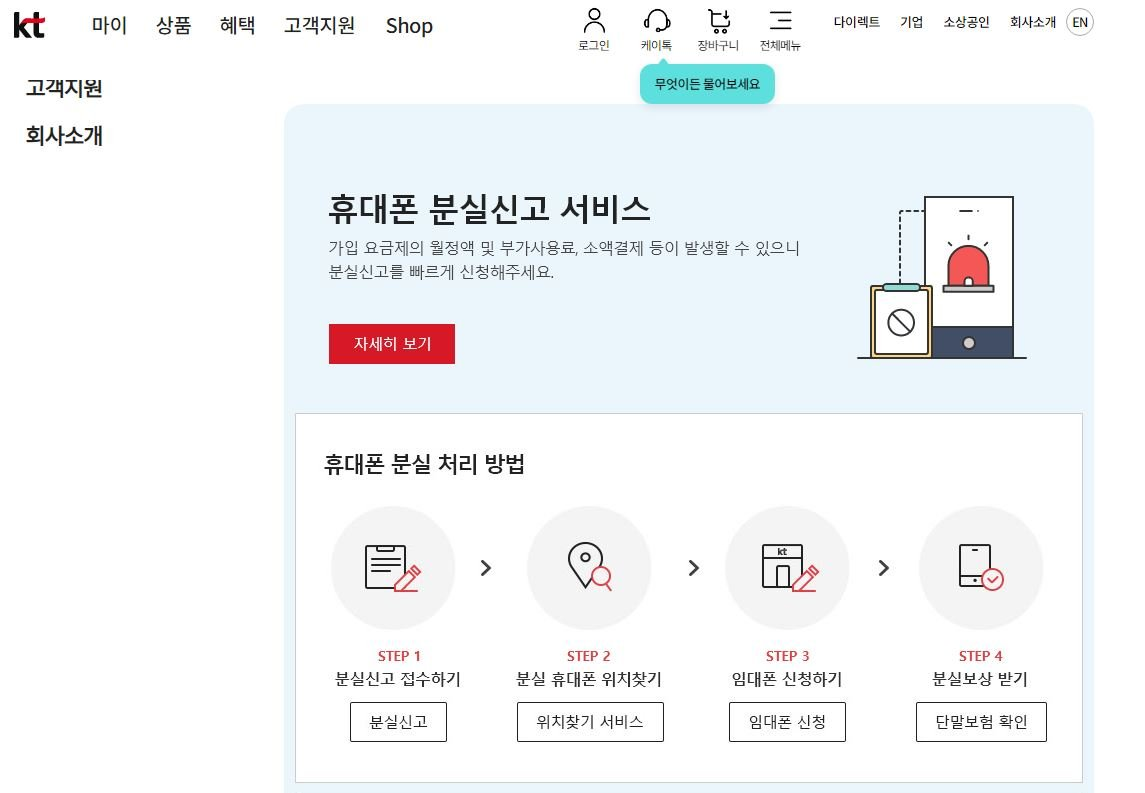 kt 마이 상품 혜택 고객지원 Shop
로그인 케이톡 장바구니 전체메뉴
다이렉트 기업 소상공인 회사소개 EN
무엇이든 물어보세요
고객지원
회사소개
휴대폰 분실신고 서비스
가입 요금제의 월정액 및 부가사용료, 소액결제 등이 발생할 수 있으니
분실신고를 빠르게 신청해주세요.
자세히 보기
휴대폰 분실 처리 방법
kt
STEP 1
분실신고 접수하기
분실신고
STEP 2
분실 휴대폰 위치찾기
위치찾기 서비스
STEP 3
임대폰 신청하기
임대폰 신청
STEP 4
분실보상 받기
단말보험 확인